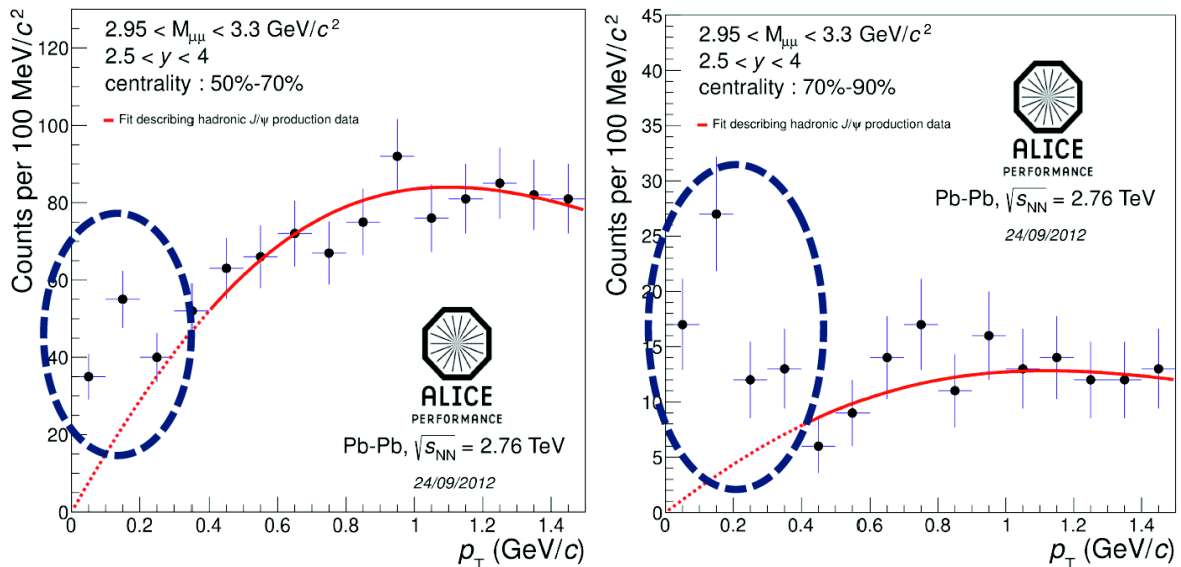 2.95 < Mμμ < 3.3 GeV/c²
2.5 < y < 4
centrality : 50%-70%
Fit describing hadronic J/ψ production data
ALICE
PERFORMANCE
Pb-Pb, √sNN = 2.76 TeV
24/09/2012
Counts per 100 MeV/c²
120
100
80
60
40
20
0
0 0.2 0.4 0.6 0.8 1 1.2 1.4
pT (GeV/c)
2.95 < Mμμ < 3.3 GeV/c²
2.5 < y < 4
centrality : 70%-90%
Fit describing hadronic J/ψ production data
ALICE
PERFORMANCE
Pb-Pb, √sNN = 2.76 TeV
24/09/2012
Counts per 100 MeV/c²
45
40
35
30
25
20
15
10
5
0
0 0.2 0.4 0.6 0.8 1 1.2 1.4
pT (GeV/c)